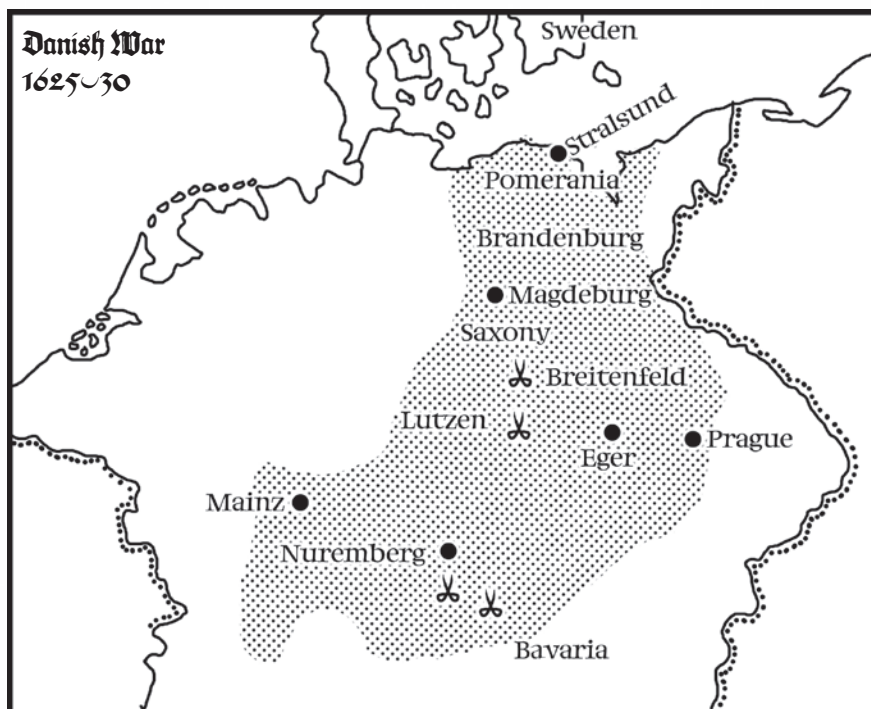 Danish War
1625-30
Sweden
Stralsund
Pomerania
Brandenburg
Magdeburg
Saxony
Breitenfeld
Lutzen
Eger
Prague
Mainz
Nuremberg
Bavaria